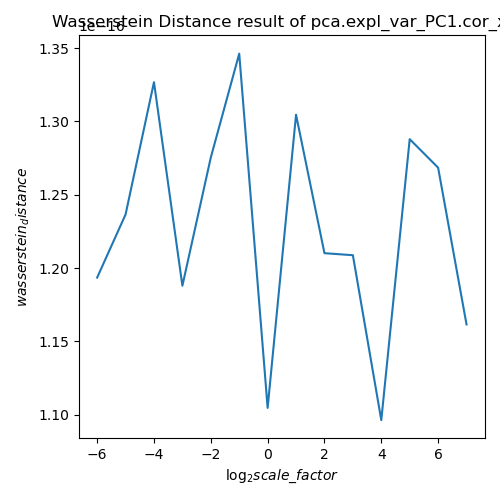 Wasserstein Distance result of pca.expl_var_PC1.cor_x
1e−16
1.35
1.30
1.25
1.20
1.15
1.10
wasserstein_distance
−6 −4 −2 0 2 4 6
log₂scale_factor